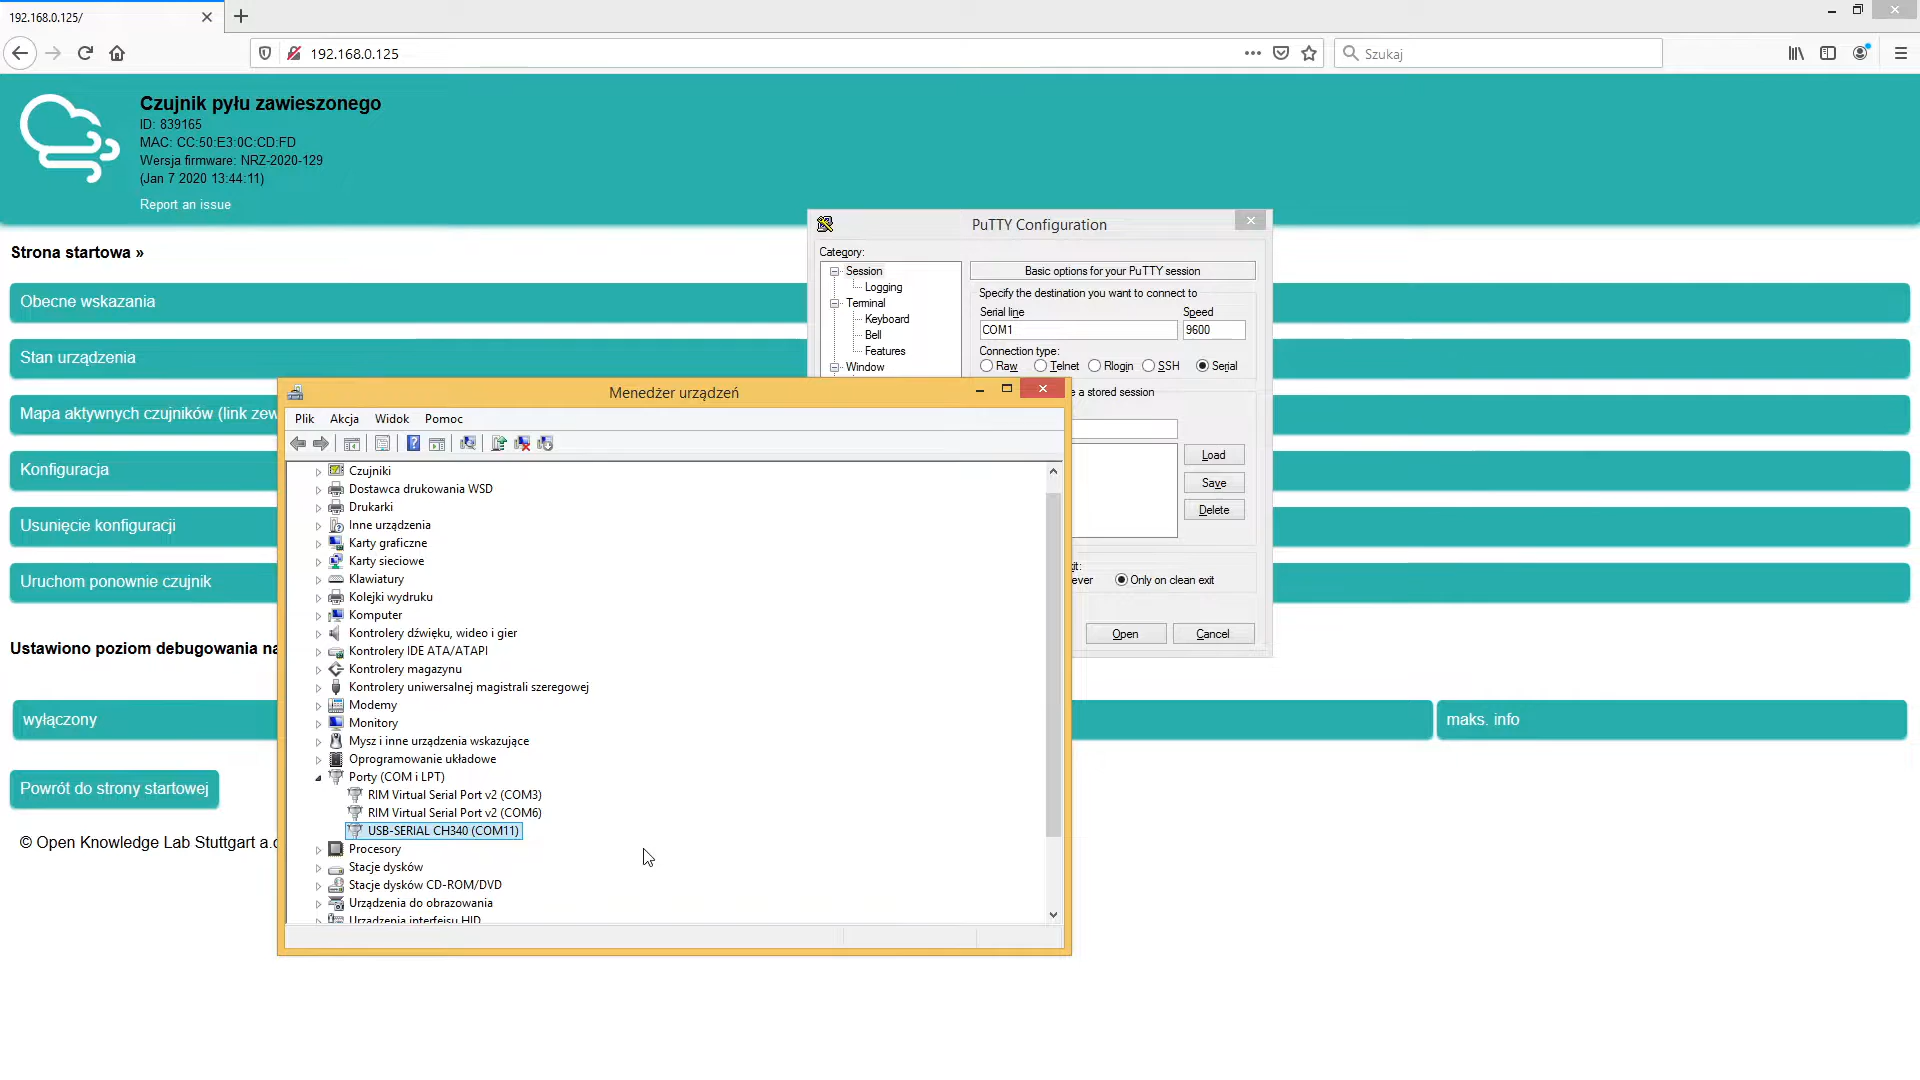 192.168.0.125/
192.168.0.125
Szukaj
Czujnik pyłu zawieszonego
ID: 839165
MAC: CC:50:E3:0C:CD:FD
Wersja firmware: NRZ-2020-129
(Jan 7 2020 13:44:11)
Report an issue
Strona startowa »
Obecne wskazania
Stan urządzenia
Mapa aktywnych czujników (link zew
Konfiguracja
Usunięcie konfiguracji
Uruchom ponownie czujnik
Ustawiono poziom debugowania na
wyłączony
maks. info
Powrót do strony startowej
© Open Knowledge Lab Stuttgart a.
PuTTY Configuration
Category:
Session
Logging
Terminal
Keyboard
Bell
Features
Window
Basic options for your PuTTY session
Specify the destination you want to connect to
Serial line
Speed
COM1
9600
Connection type:
Raw
Telnet
Rlogin
SSH
Serial
e a stored session
Load
Save
Delete
it:
ever
Only on clean exit
Open
Cancel
Menedżer urządzeń
Plik
Akcja
Widok
Pomoc
Czujniki
Dostawca drukowania WSD
Drukarki
Inne urządzenia
Karty graficzne
Karty sieciowe
Klawiatury
Kolejki wydruku
Komputer
Kontrolery dźwięku, wideo i gier
Kontrolery IDE ATA/ATAPI
Kontrolery magazynu
Kontrolery uniwersalnej magistrali szeregowej
Modemy
Monitory
Mysz i inne urządzenia wskazujące
Oprogramowanie układowe
Porty (COM i LPT)
RIM Virtual Serial Port v2 (COM3)
RIM Virtual Serial Port v2 (COM6)
USB-SERIAL CH340 (COM11)
Procesory
Stacje dysków
Stacje dysków CD-ROM/DVD
Urządzenia do obrazowania
Urządzenia interfejsu HID